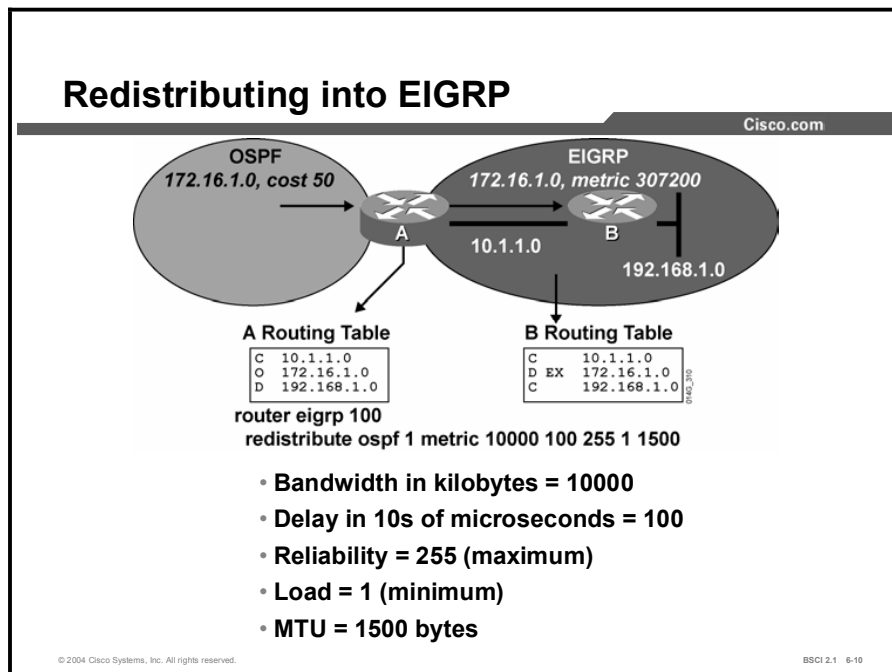 Redistributing into EIGRP
Cisco.com
OSPF
172.16.1.0, cost 50
EIGRP
172.16.1.0, metric 307200
A
B
10.1.1.0
192.168.1.0
A Routing Table
C 10.1.1.0
O 172.16.1.0
D 192.168.1.0
B Routing Table
C 10.1.1.0
D EX 172.16.1.0
C 192.168.1.0
014G_310
router eigrp 100
redistribute ospf 1 metric 10000 100 255 1 1500
• Bandwidth in kilobytes = 10000
• Delay in 10s of microseconds = 100
• Reliability = 255 (maximum)
• Load = 1 (minimum)
• MTU = 1500 bytes
© 2004 Cisco Systems, Inc. All rights reserved.
BSCI 2.1 6-10